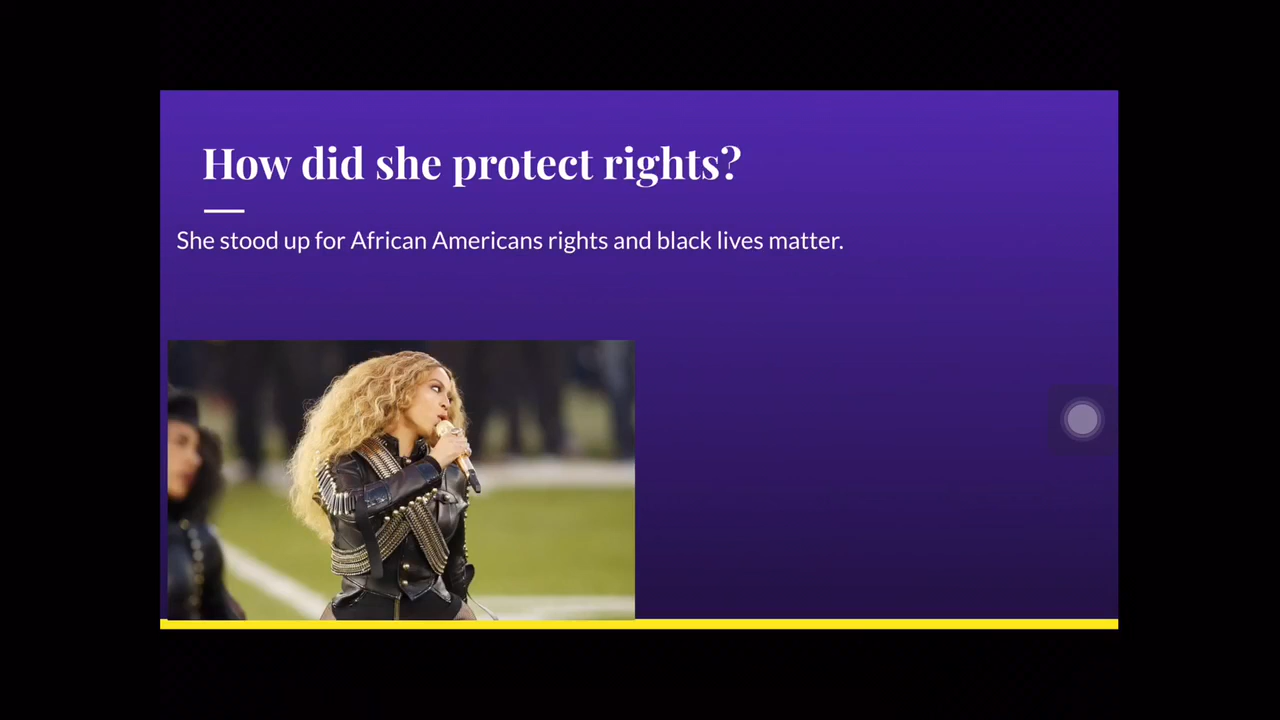 How did she protect rights?
She stood up for African Americans rights and black lives matter.